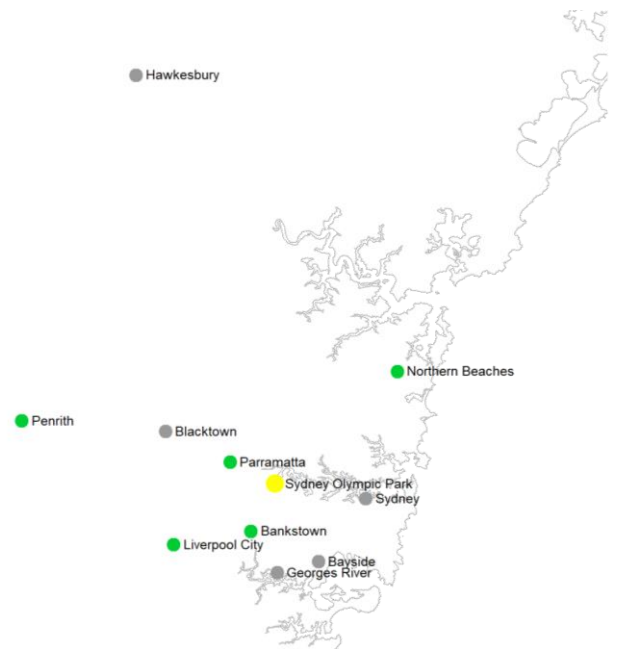 Hawkesbury
Northern Beaches
Penrith
Blacktown
Parramatta
Sydney Olympic Park
Sydney
Bankstown
Liverpool City
Bayside
Georges River